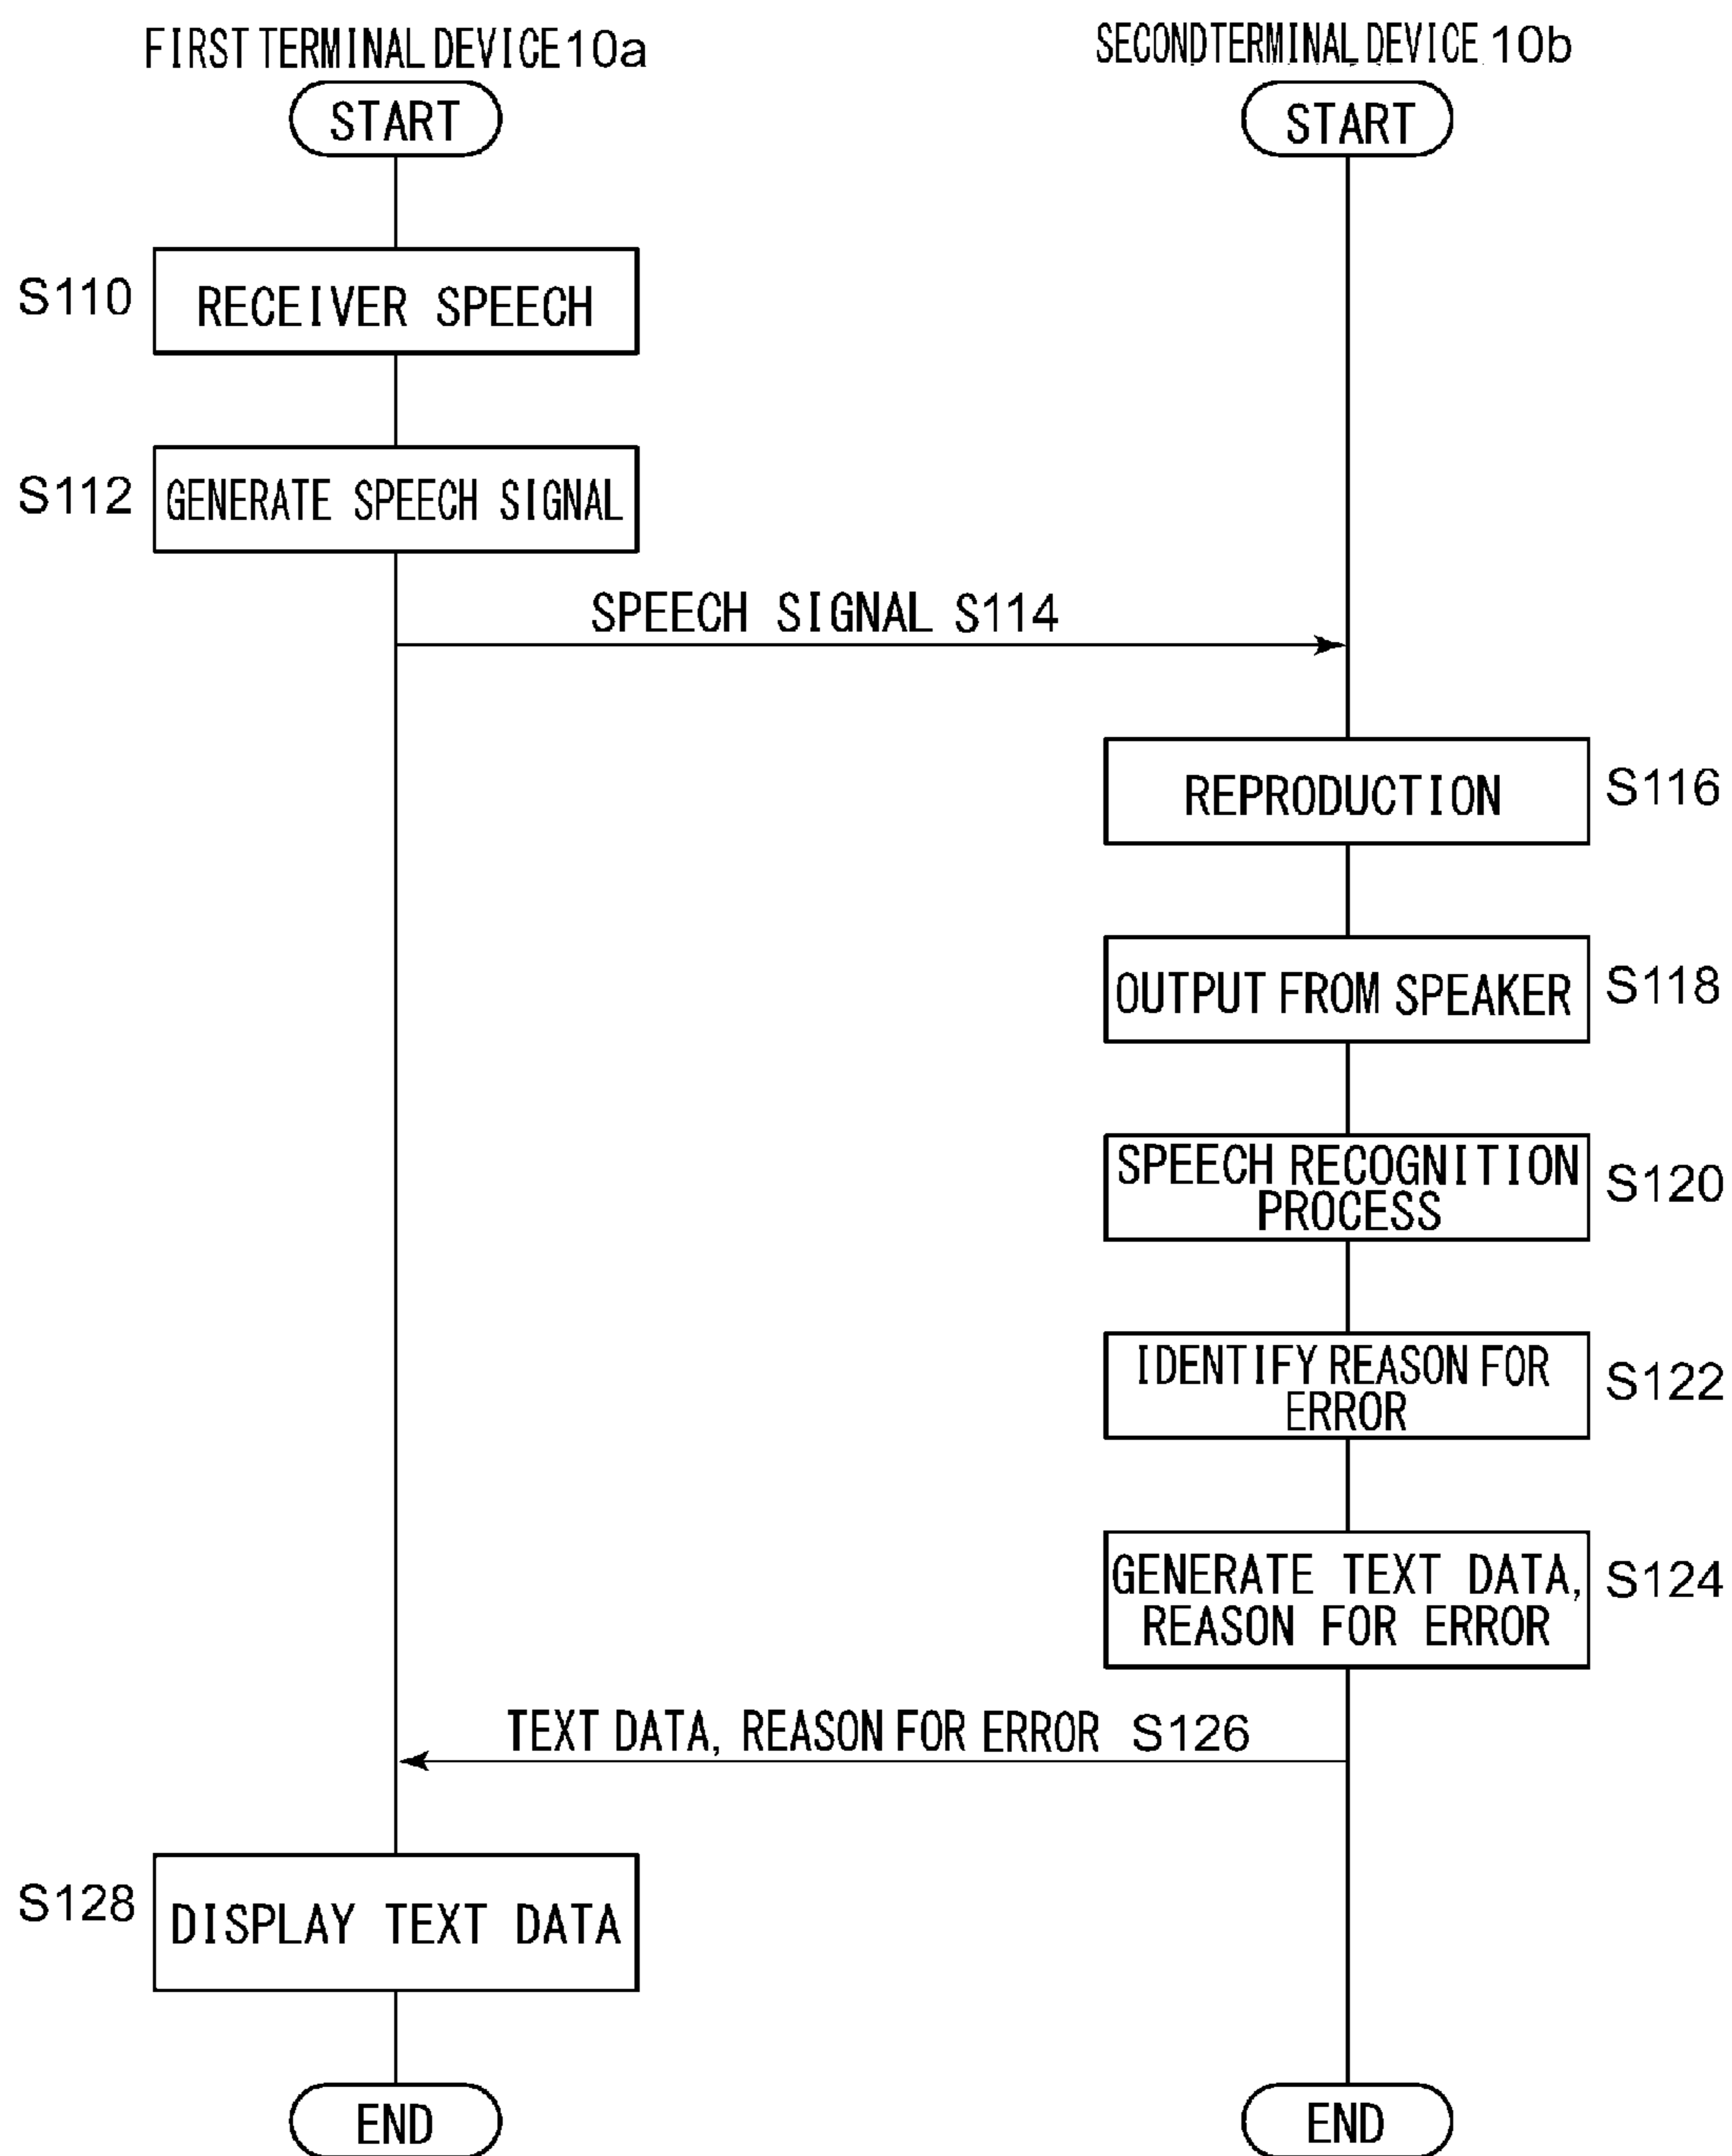 FIRST TERMINAL DEVICE 10a
SECOND TERMINAL DEVICE 10b
START
START
S110
RECEIVER SPEECH
S112
GENERATE SPEECH SIGNAL
SPEECH SIGNAL S114
REPRODUCTION
S116
OUTPUT FROM SPEAKER
S118
SPEECH RECOGNITION
PROCESS
S120
IDENTIFY REASON FOR
ERROR
S122
GENERATE TEXT DATA,
REASON FOR ERROR
S124
TEXT DATA, REASON FOR ERROR S126
S128
DISPLAY TEXT DATA
END
END